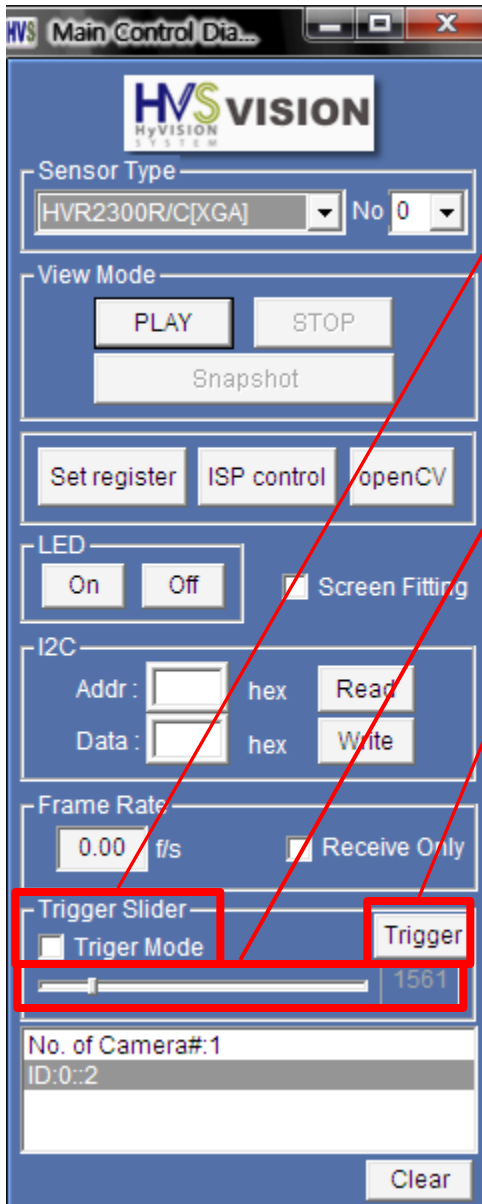 HVS Main Control Dia...
HVS VISION
HyVISION
SYSTEM
Sensor Type
HVR2300R/C[XGA] No 0
View Mode
PLAY STOP
Snapshot
Set register ISP control openCV
LED
On Off Screen Fitting
I2C
Addr : hex Read
Data : hex Write
Frame Rate
0.00 f/s Receive Only
Trigger Slider
Triger Mode Trigger
1561
No. of Camera#:1
ID:0::2
Clear